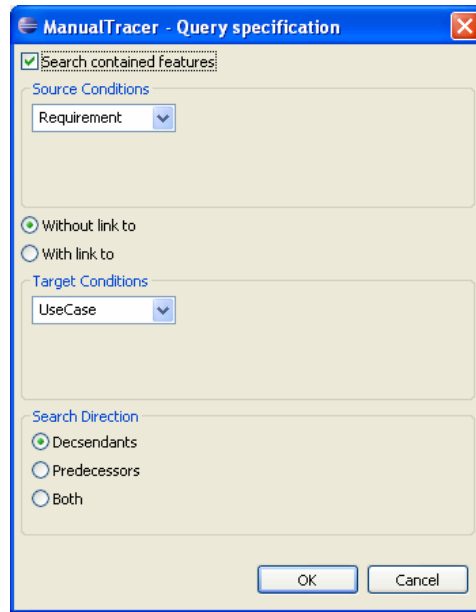 ManualTracer - Query specification
Search contained features
Source Conditions
Requirement
Without link to
With link to
Target Conditions
UseCase
Search Direction
Decsendants
Predecessors
Both
OK Cancel